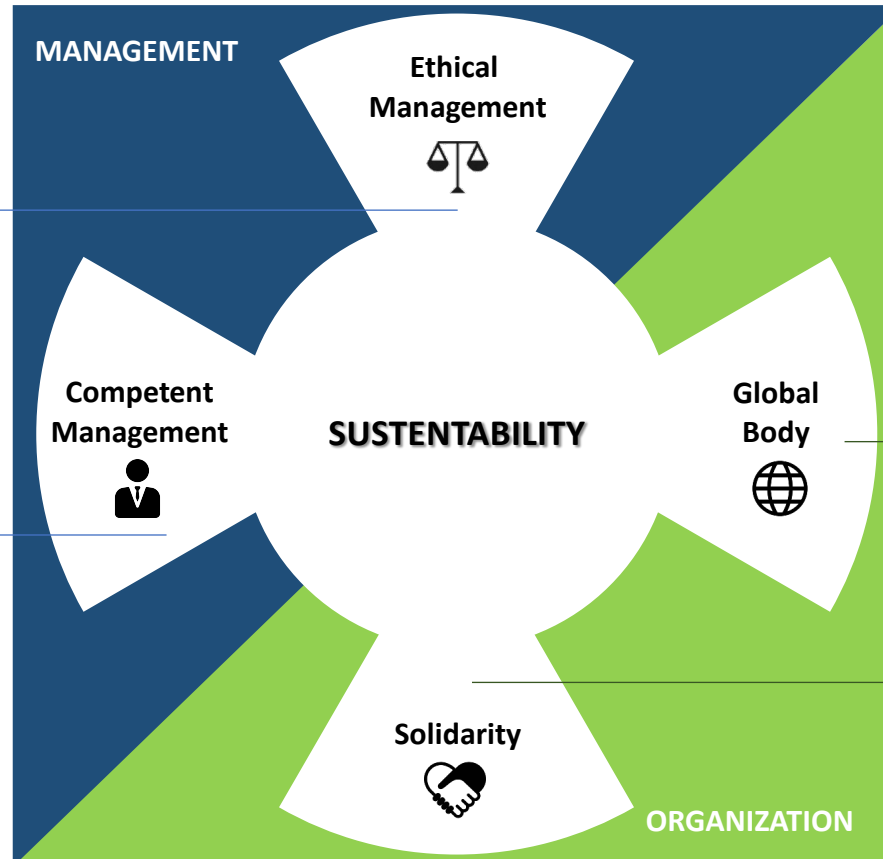 MANAGEMENT
Ethical
Management
Competent
Management
SUSTENTABILITY
Global
Body
Solidarity
ORGANIZATION